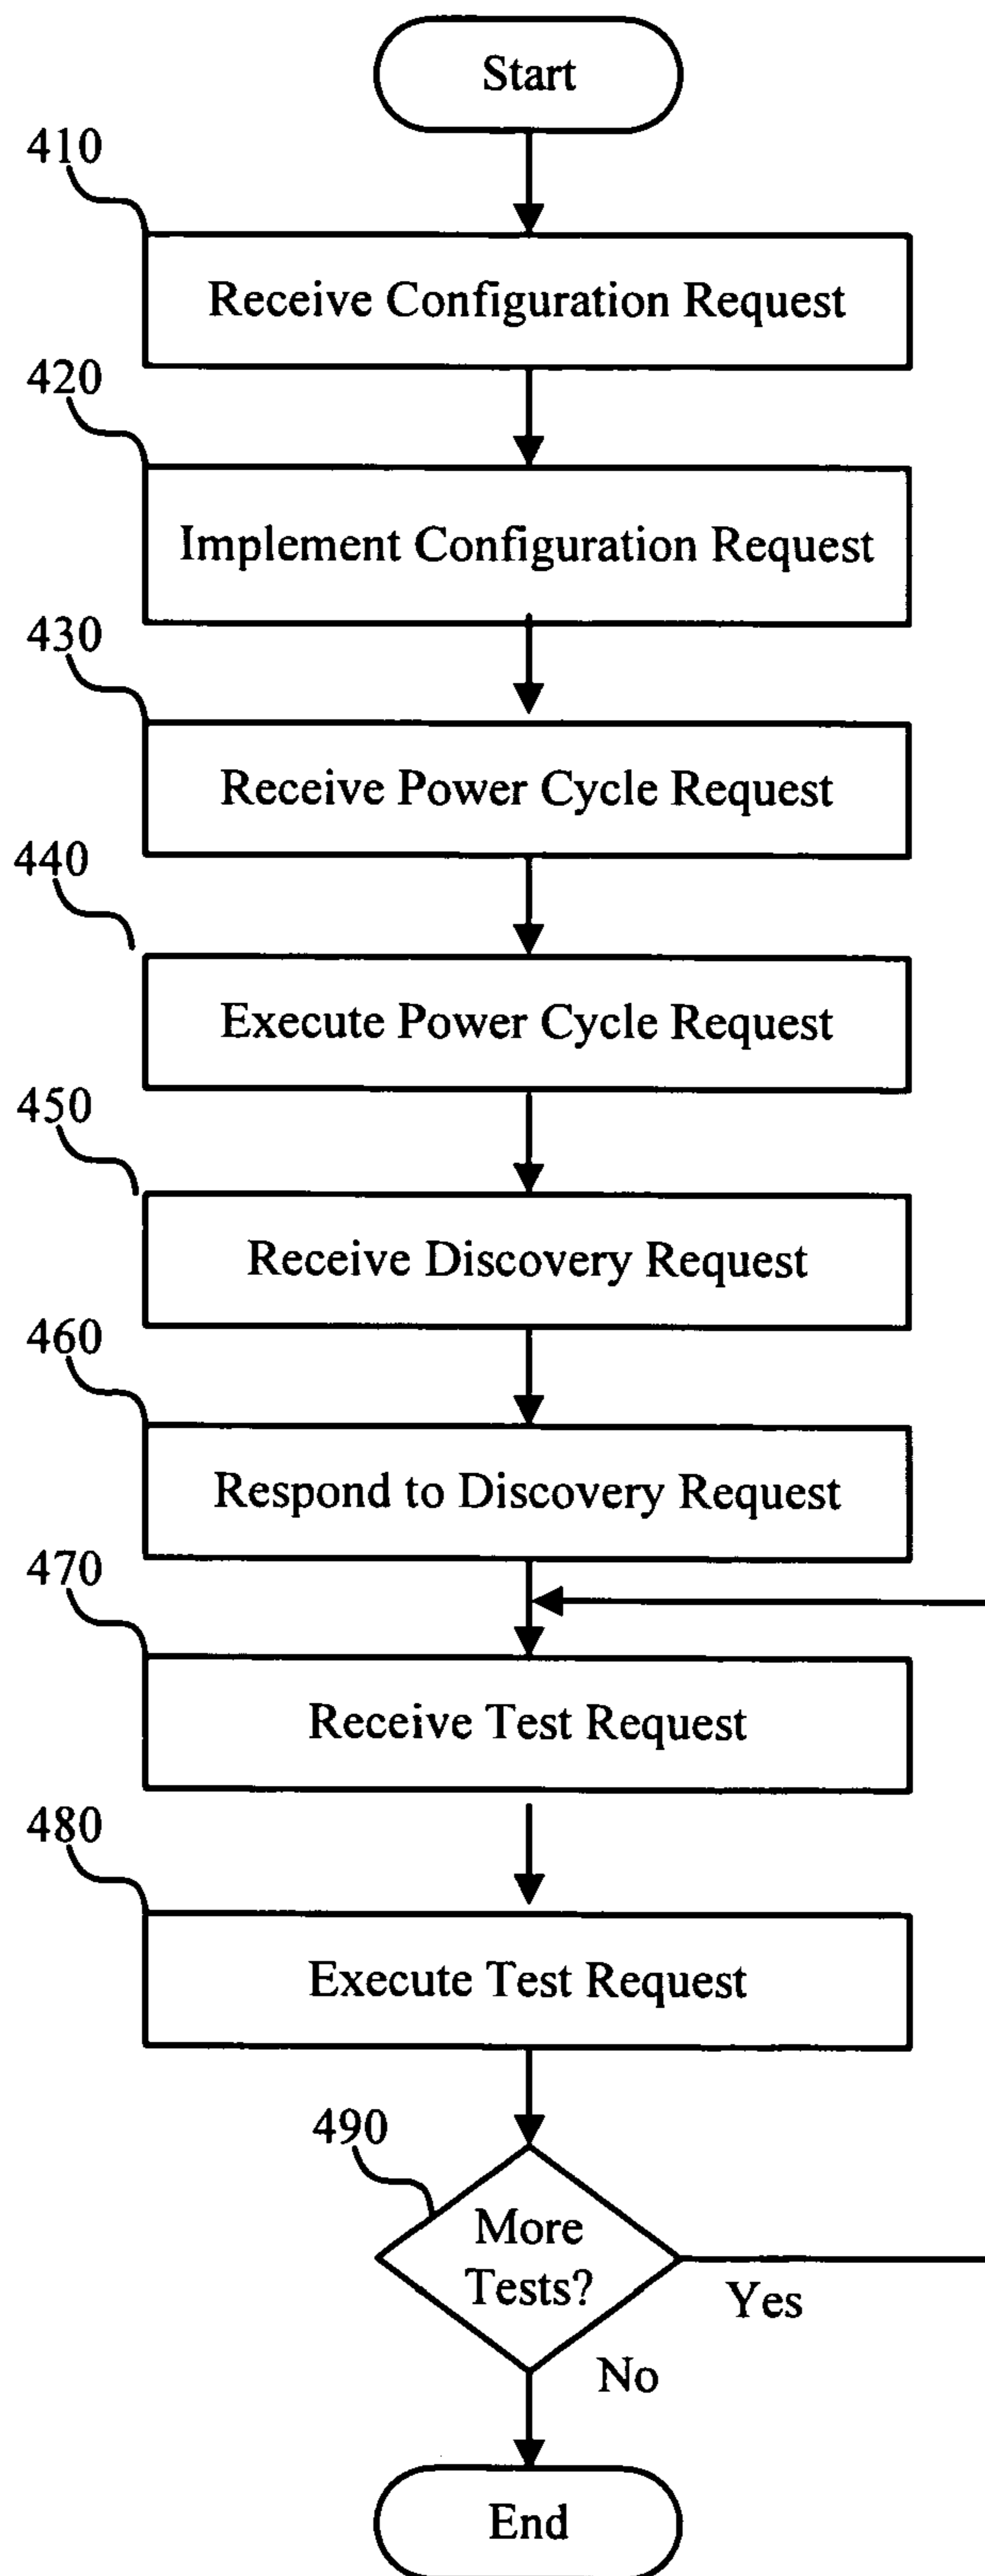 Start
410
Receive Configuration Request
420
Implement Configuration Request
430
Receive Power Cycle Request
440
Execute Power Cycle Request
450
Receive Discovery Request
460
Respond to Discovery Request
470
Receive Test Request
480
Execute Test Request
490
More
Tests?
Yes
No
End